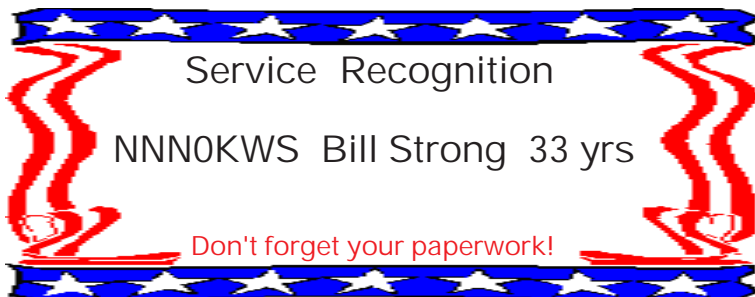 Service Recognition
NNN0KWS Bill Strong 33 yrs
Don't forget your paperwork!